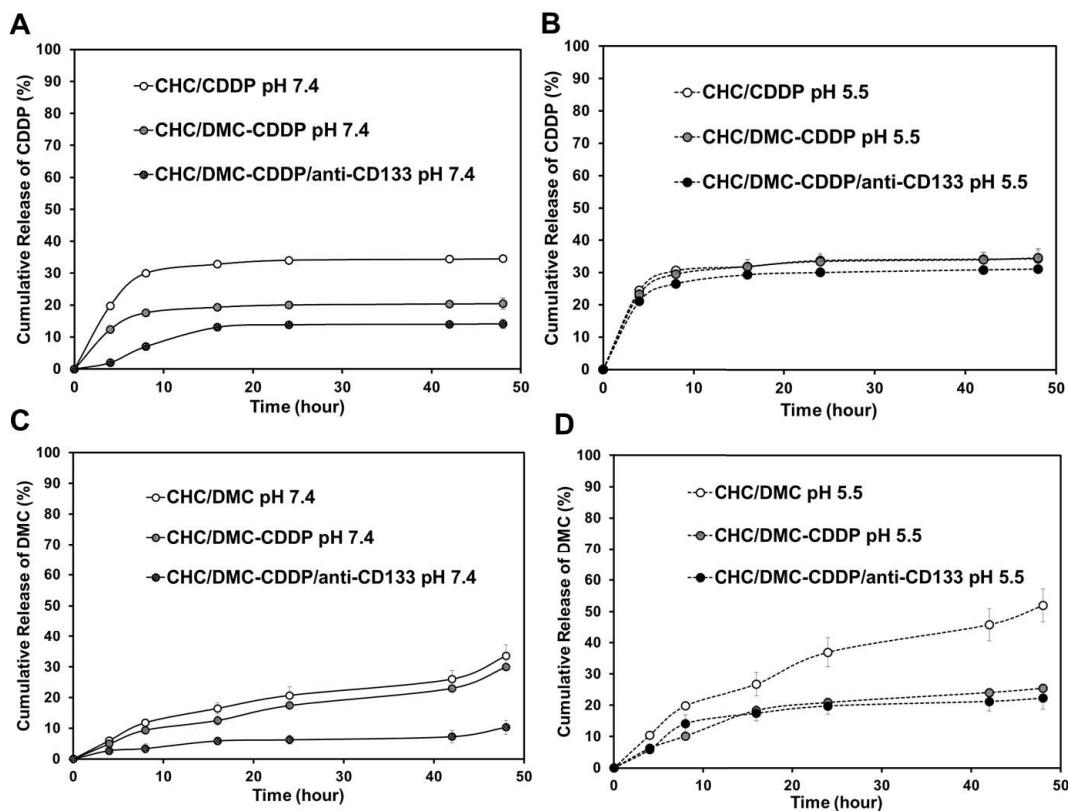 A
Cumulative Release of CDDP (%)
100
90
80
70
60
50
40
30
20
10
0
CHC/CDDP pH 7.4
CHC/DMC-CDDP pH 7.4
CHC/DMC-CDDP/anti-CD133 pH 7.4
0 10 20 30 40 50
Time (hour)
B
Cumulative Release of CDDP (%)
100
90
80
70
60
50
40
30
20
10
0
CHC/CDDP pH 5.5
CHC/DMC-CDDP pH 5.5
CHC/DMC-CDDP/anti-CD133 pH 5.5
0 10 20 30 40 50
Time (hour)
C
Cumulative Release of DMC (%)
100
90
80
70
60
50
40
30
20
10
0
CHC/DMC pH 7.4
CHC/DMC-CDDP pH 7.4
CHC/DMC-CDDP/anti-CD133 pH 7.4
0 10 20 30 40 50
Time (hour)
D
Cumulative Release of DMC (%)
100
90
80
70
60
50
40
30
20
10
0
CHC/DMC pH 5.5
CHC/DMC-CDDP pH 5.5
CHC/DMC-CDDP/anti-CD133 pH 5.5
0 10 20 30 40 50
Time (hour)